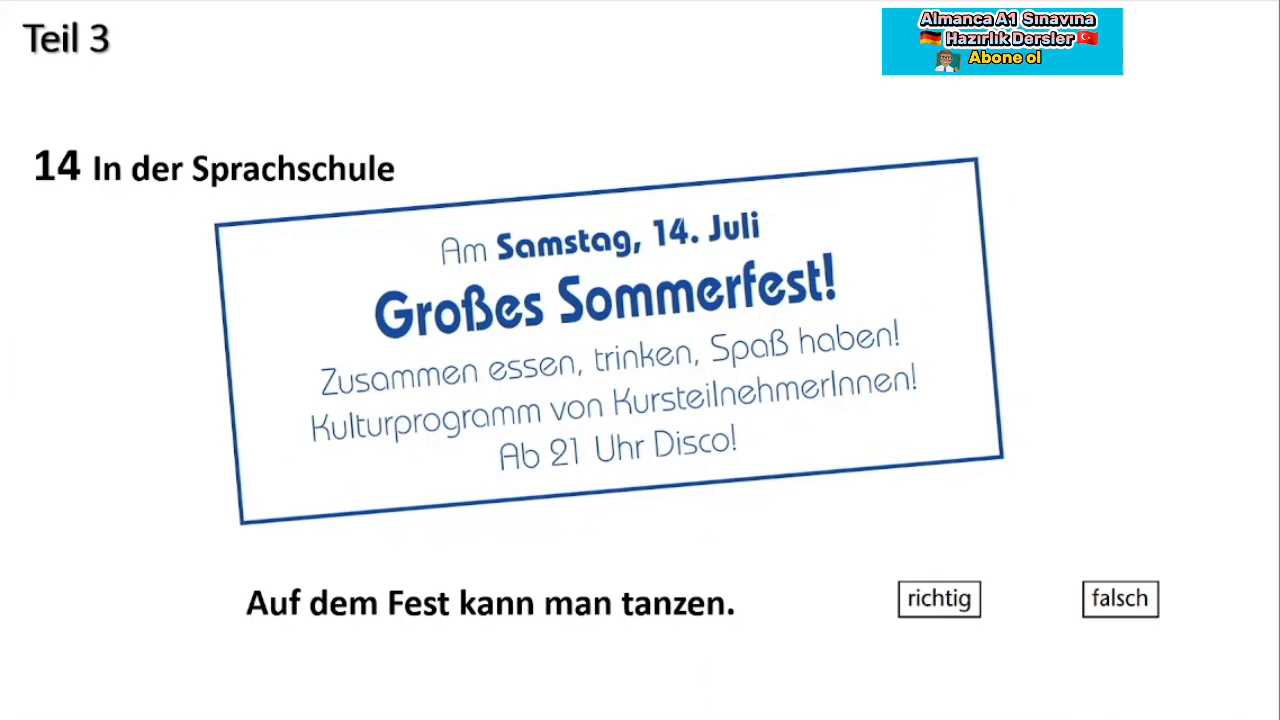 Teil 3
Almanca A1 Sınavına
Hazırlık Dersler
Abone ol
14 In der Sprachschule
Am Samstag, 14. Juli
Großes Sommerfest!
Zusammen essen, trinken, Spaß haben!
Kulturprogramm von KursteilnehmerInnen!
Ab 21 Uhr Disco!
Auf dem Fest kann man tanzen.
richtig
falsch